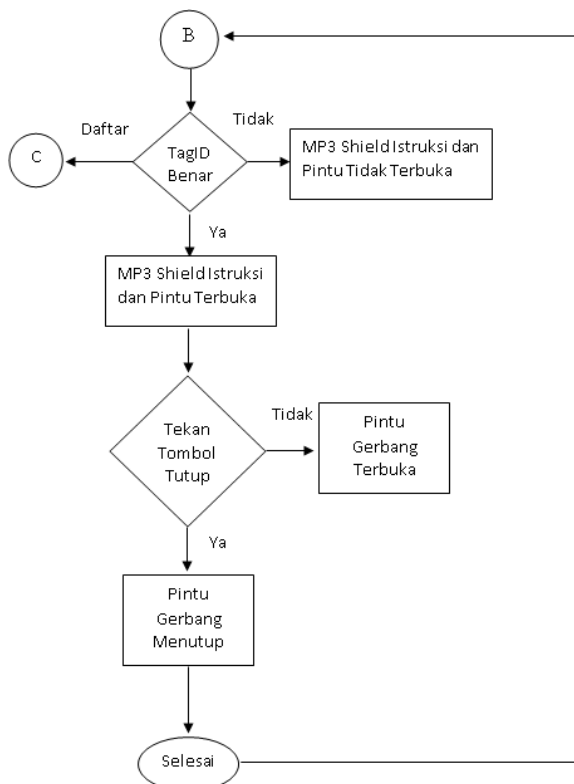 B
Daftar
Tidak
C
TagID
Benar
MP3 Shield Istruksi dan
Pintu Tidak Terbuka
Ya
MP3 Shield Istruksi
dan Pintu Terbuka
Tekan
Tombol
Tutup
Tidak
Pintu
Gerbang
Terbuka
Ya
Pintu
Gerbang
Menutup
Selesai